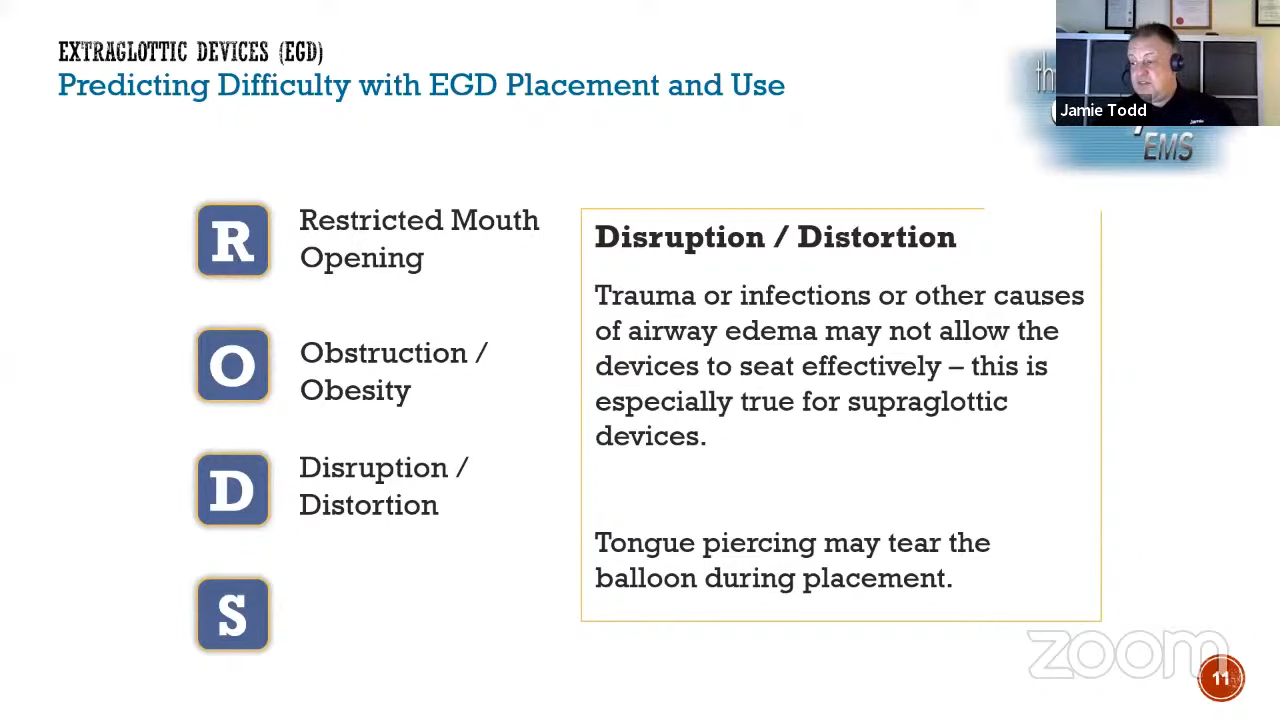 EXTRAGLOTTIC DEVICES (EGD)
Predicting Difficulty with EGD Placement and Use
Jamie Todd
EMS
R
Restricted Mouth
Opening
O
Obstruction /
Obesity
D
Disruption /
Distortion
S
Disruption / Distortion
Trauma or infections or other causes
of airway edema may not allow the
devices to seat effectively – this is
especially true for supraglottic
devices.
Tongue piercing may tear the
balloon during placement.
zoom
11